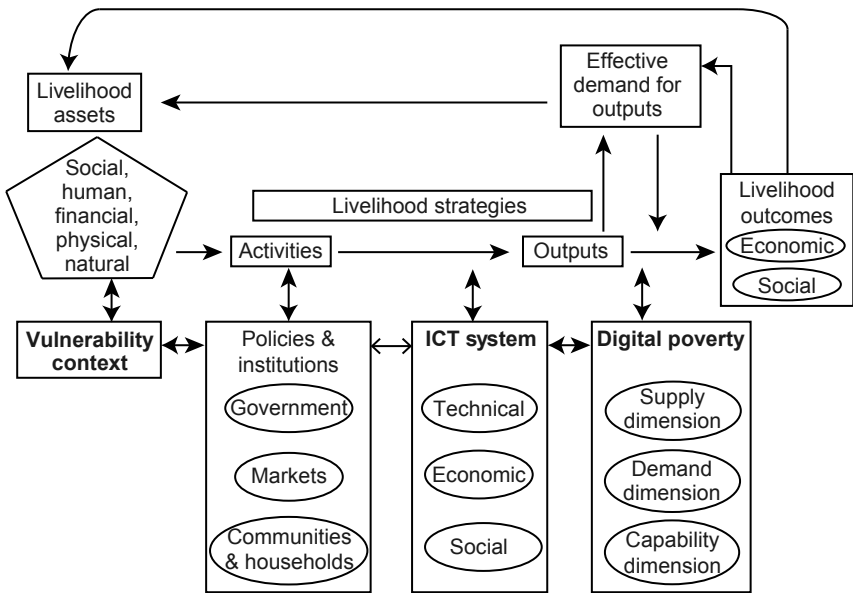 Livelihood
assets
Effective
demand for
outputs
Social,
human,
financial,
physical,
natural
Livelihood strategies
Activities
Outputs
Livelihood
outcomes
Economic
Social
Vulnerability
context
Policies &
institutions
Government
Markets
Communities
& households
ICT system
Technical
Economic
Social
Digital poverty
Supply
dimension
Demand
dimension
Capability
dimension